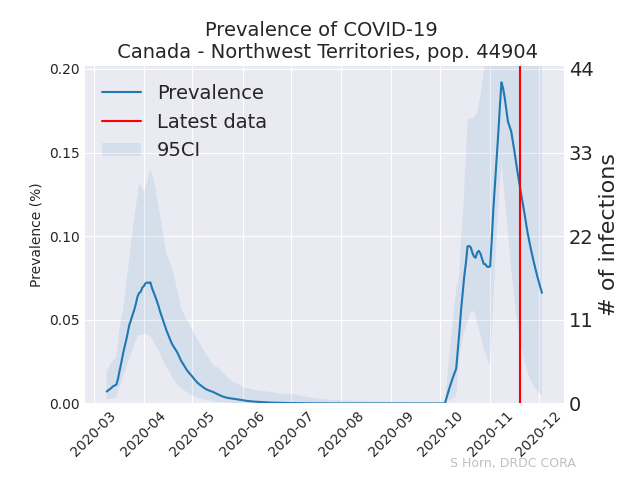 Prevalence of COVID-19
Canada - Northwest Territories, pop. 44904
0.20
0.15
0.10
0.05
0.00
Prevalence (%)
Prevalence
Latest data
95CI
44
33
22
11
0
# of infections
2020-03
2020-04
2020-05
2020-06
2020-07
2020-08
2020-09
2020-10
2020-11
2020-12
S Horn, DRDC CORA